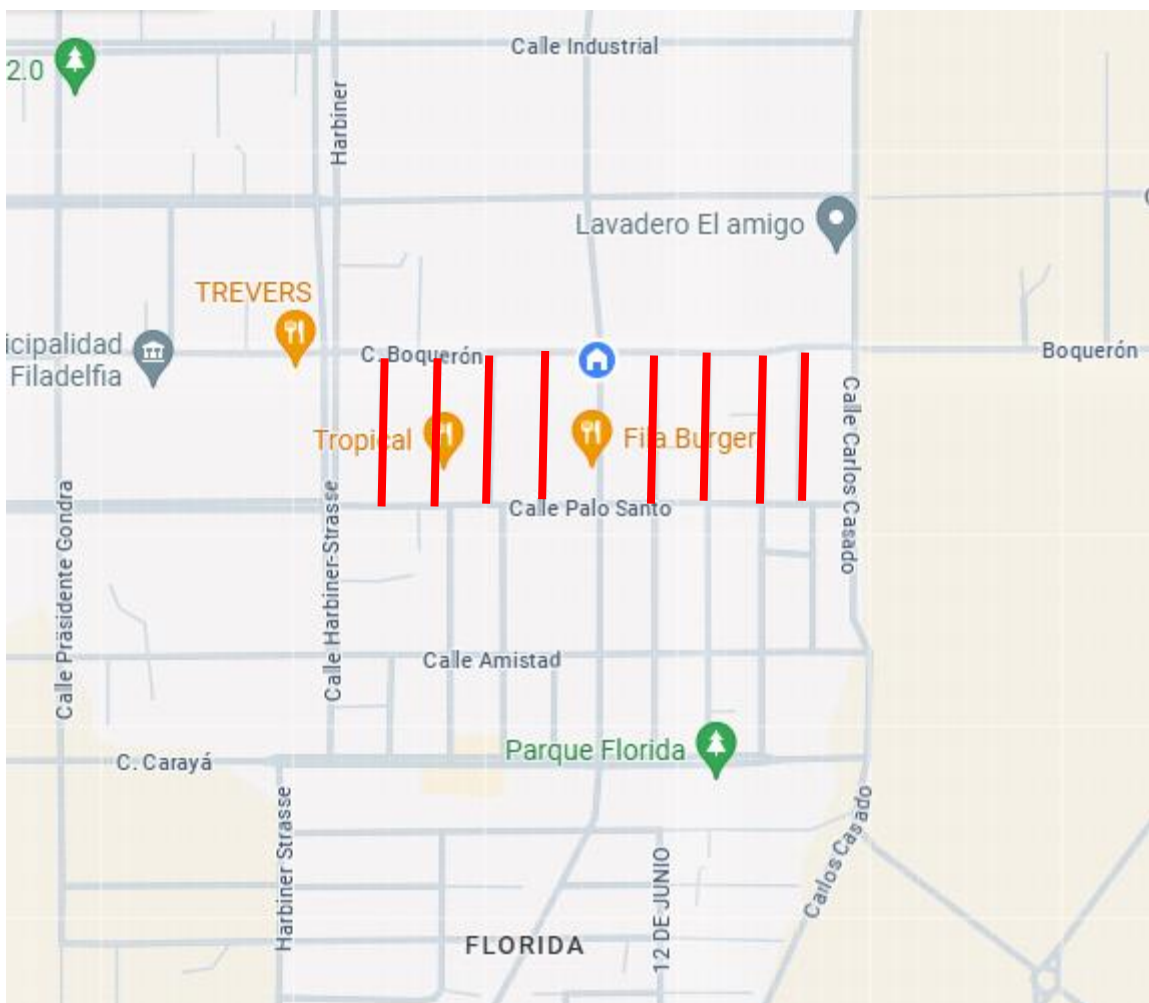 Calle Industrial
2.0
Harbiner
Lavadero El amigo
TREVERS
icipalidad
Filadelfia
C. Boquerón
Boquerón
Tropical
Fila Burger
Calle Carlos Casado
Calle Palo Santo
Calle Präsidente Gondra
Calle Harbiner-Strasse
Calle Amistad
Parque Florida
C. Carayá
Harbiner Strasse
Carlos Casado
12 DE JUNIO
FLORIDA